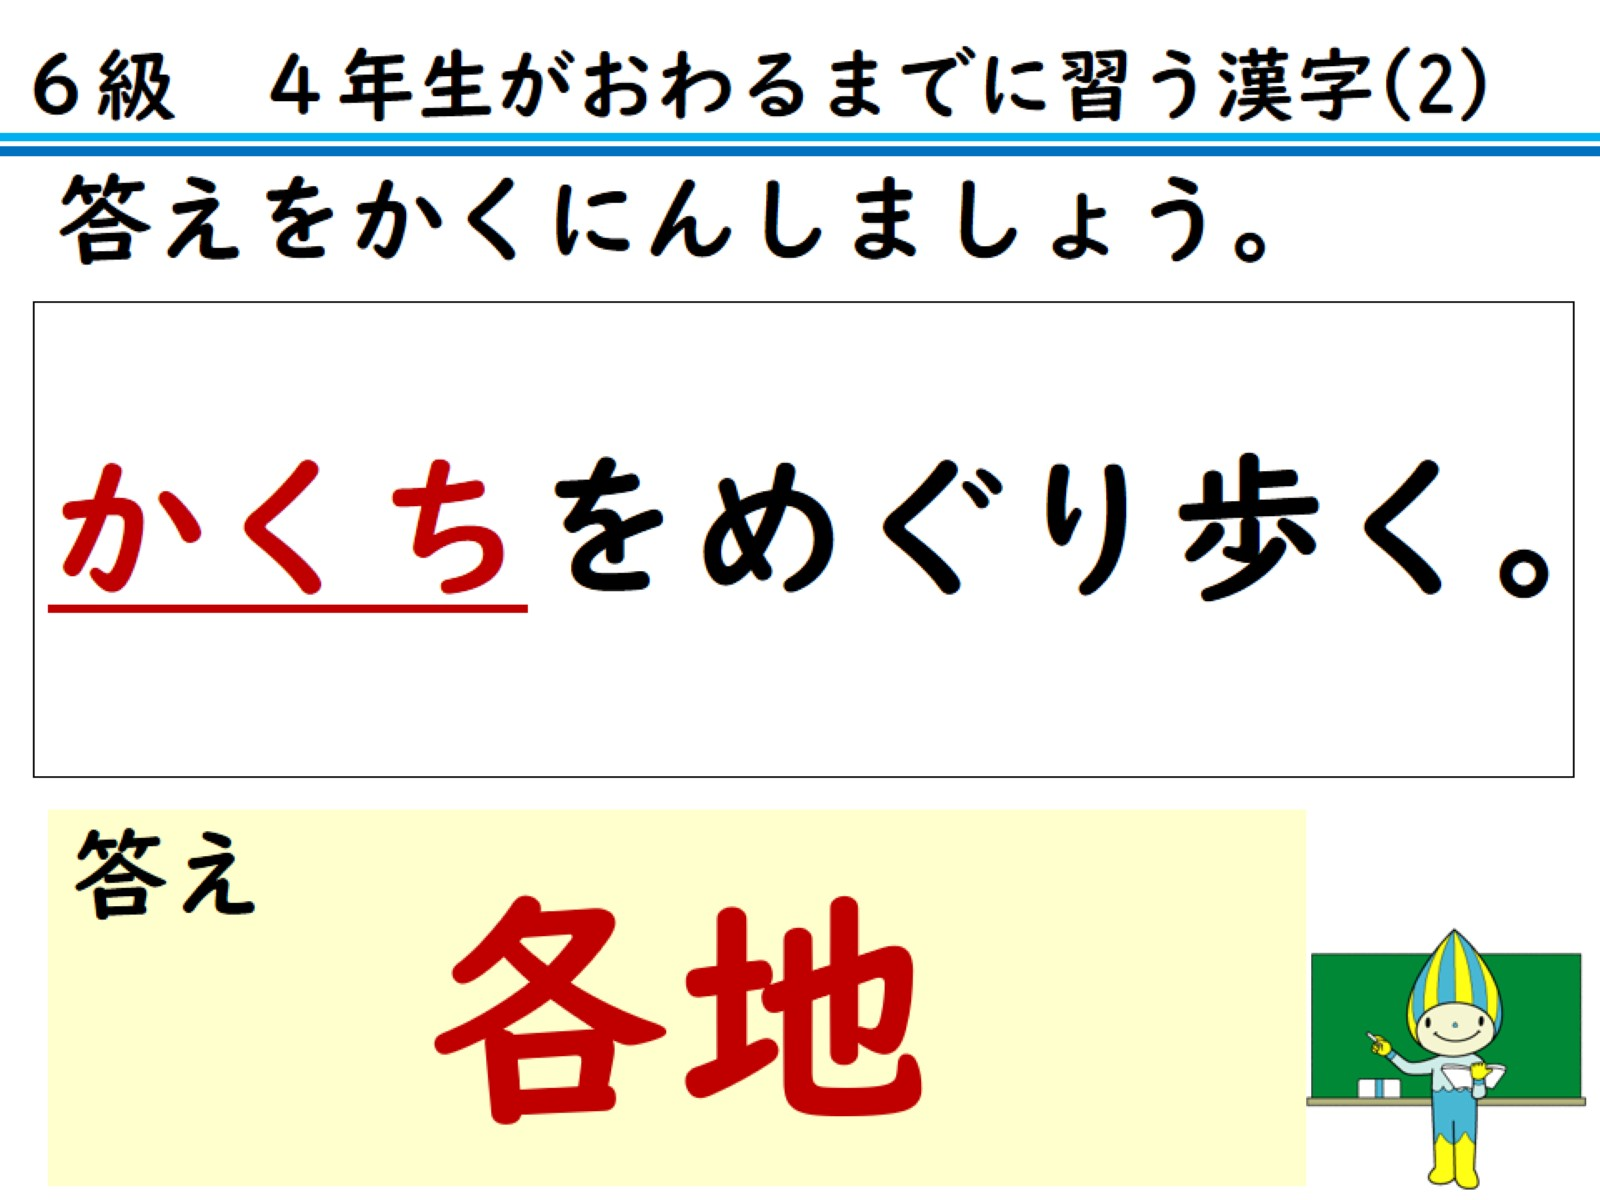 ６級　４年生がおわるまでに習う漢字(2)
答えをかくにんしましょう。
かくちをめぐり歩く。
答え
各地